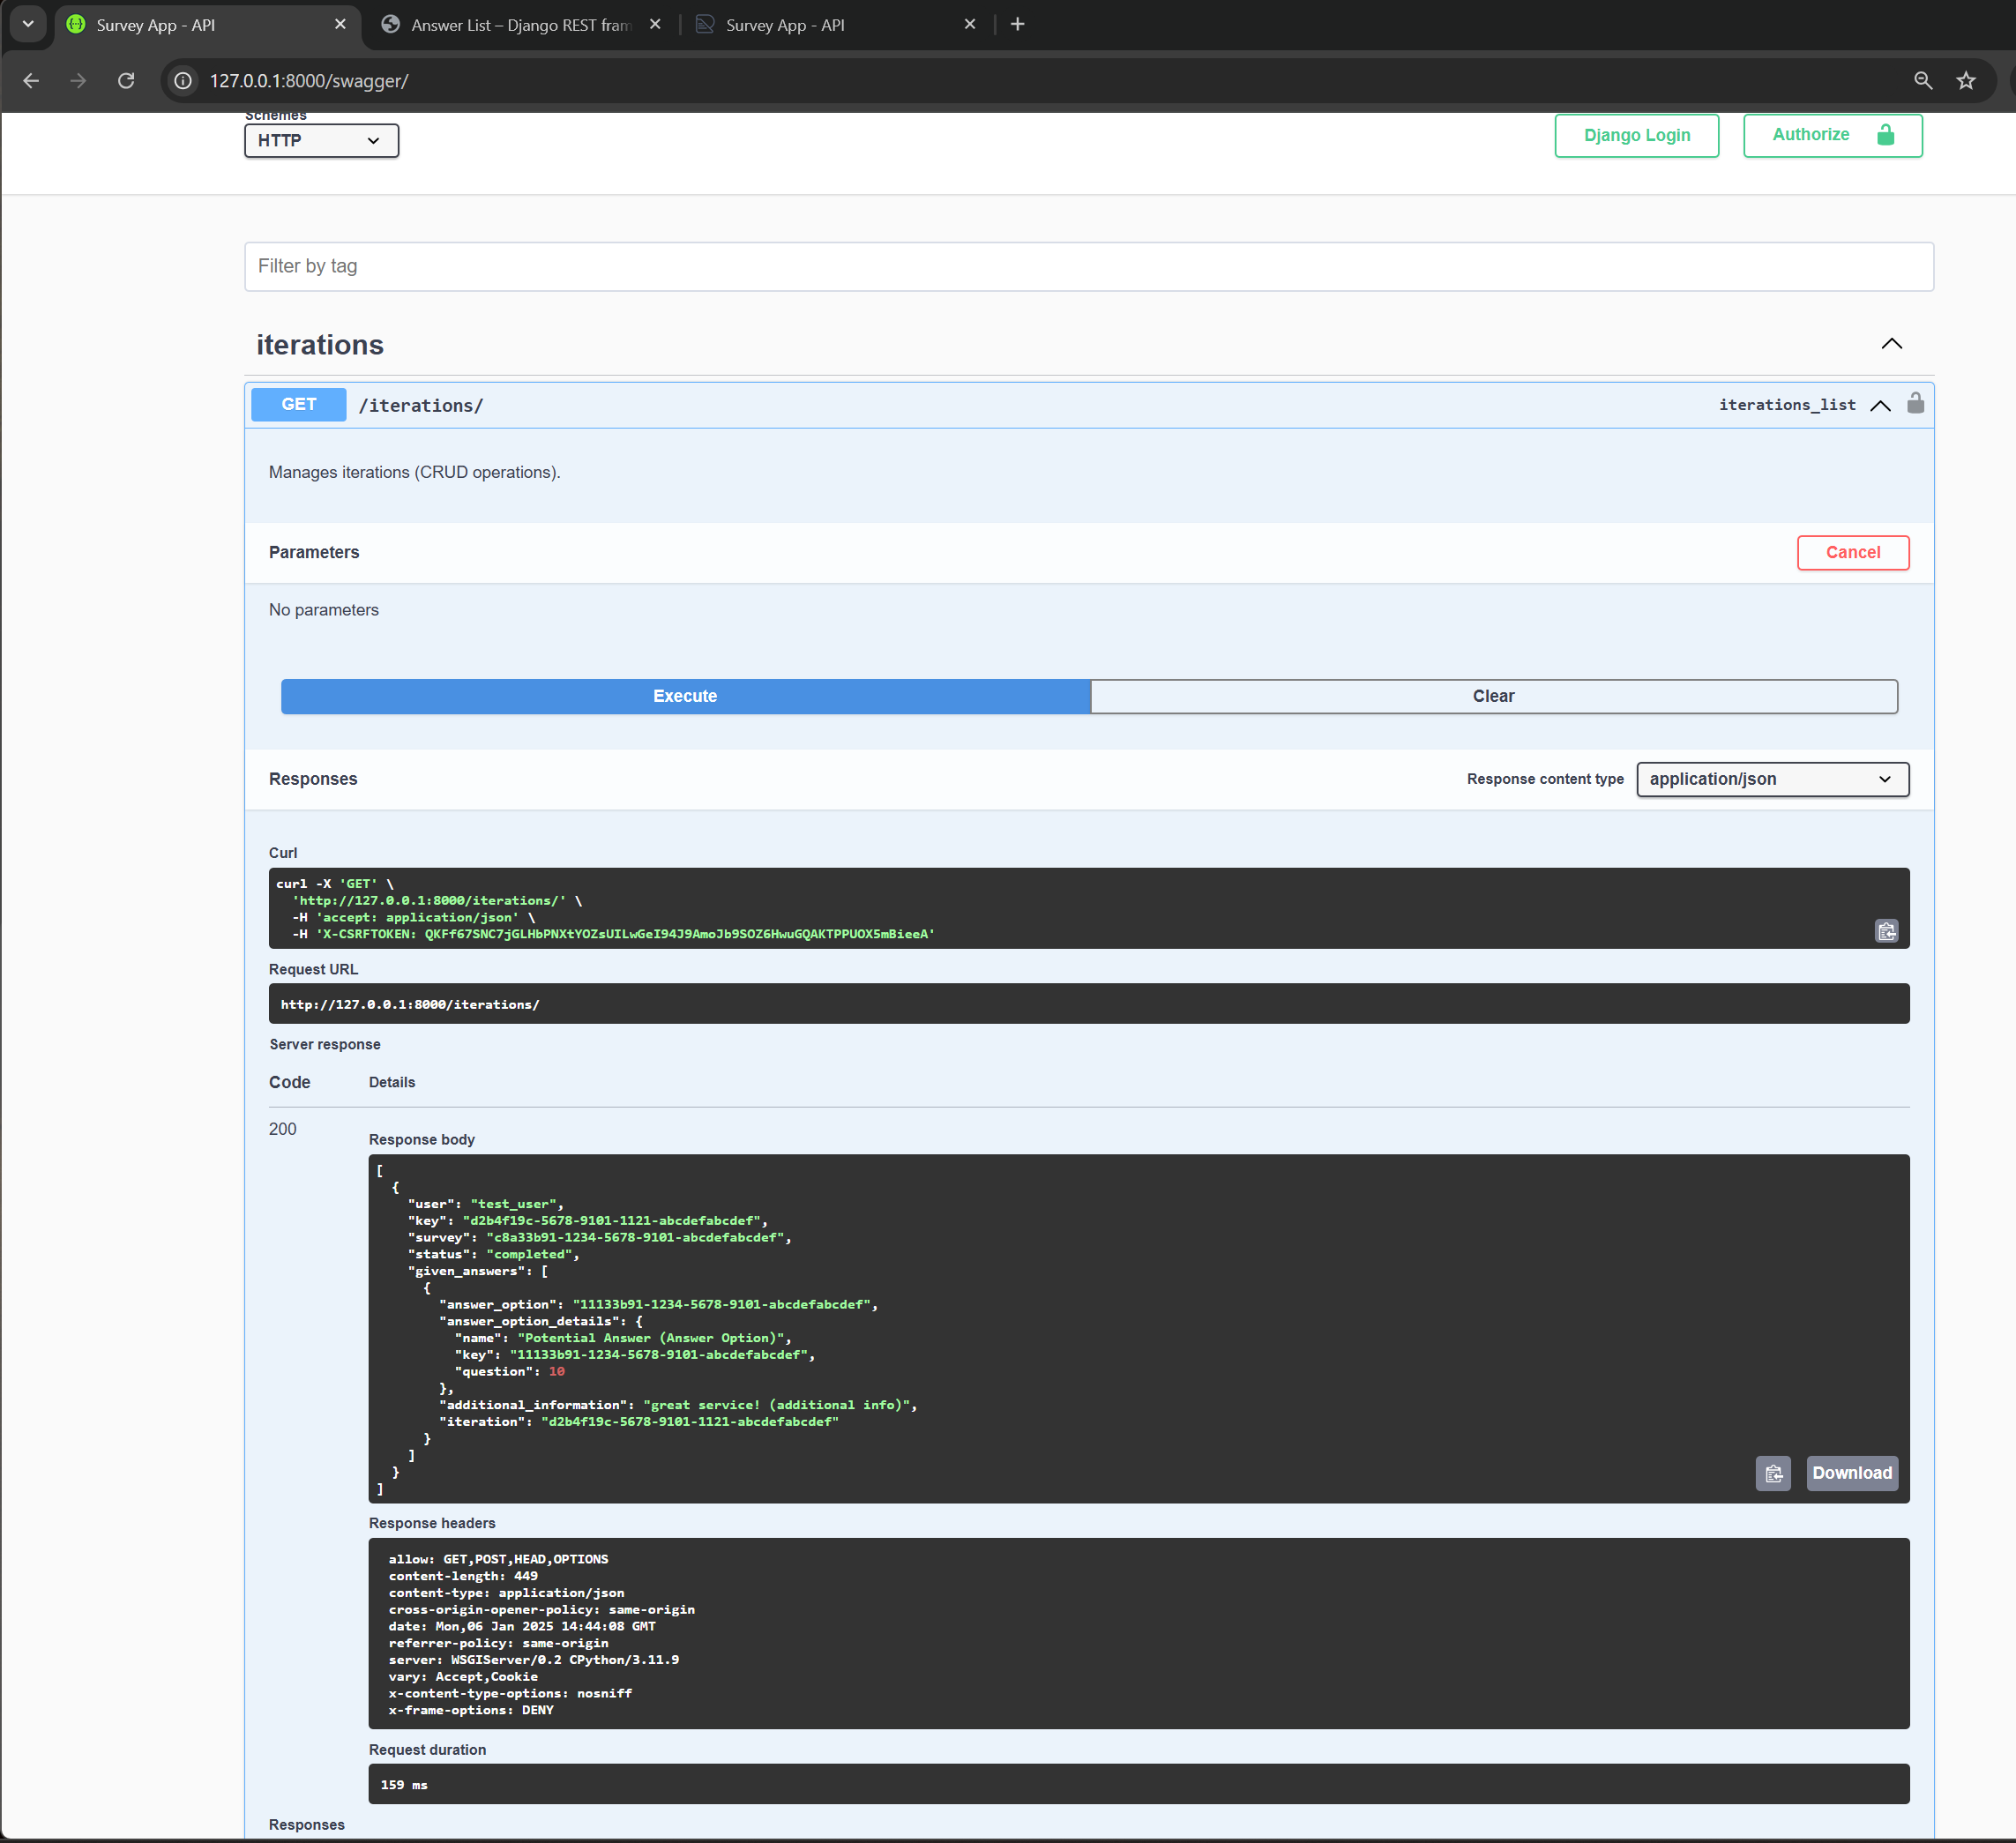 Survey App - API
Answer List – Django REST fram
Survey App - API
127.0.0.1:8000/swagger/
Schemes
HTTP
Django Login
Authorize
Filter by tag
iterations
GET /iterations/ iterations_list
Manages iterations (CRUD operations).
Parameters
Cancel
No parameters
Execute
Clear
Responses
Response content type
application/json
Curl
curl -X 'GET' \
'http://127.0.0.1:8000/iterations/' \
-H 'accept: application/json' \
-H 'X-CSRFTOKEN: QKFf67SNC7jGLHbPNXtYOZsUILwGeI94J9AmoJb9SOZ6HwuGQAKTPPUOX5mBieeA'
Request URL
http://127.0.0.1:8000/iterations/
Server response
Code Details
200
Response body
[
{
"user": "test_user",
"key": "d2b4f19c-5678-9101-1121-abcdefabcdef",
"survey": "c8a33b91-1234-5678-9101-abcdefabcdef",
"status": "completed",
"given_answers": [
{
"answer_option": "11133b91-1234-5678-9101-abcdefabcdef",
"answer_option_details": {
"name": "Potential Answer (Answer Option)",
"key": "11133b91-1234-5678-9101-abcdefabcdef",
"question": 10
},
"additional_information": "great service! (additional info)",
"iteration": "d2b4f19c-5678-9101-1121-abcdefabcdef"
}
]
}
]
Download
Response headers
allow: GET,POST,HEAD,OPTIONS
content-length: 449
content-type: application/json
cross-origin-opener-policy: same-origin
date: Mon,06 Jan 2025 14:44:08 GMT
referrer-policy: same-origin
server: WSGIServer/0.2 CPython/3.11.9
vary: Accept,Cookie
x-content-type-options: nosniff
x-frame-options: DENY
Request duration
159 ms
Responses